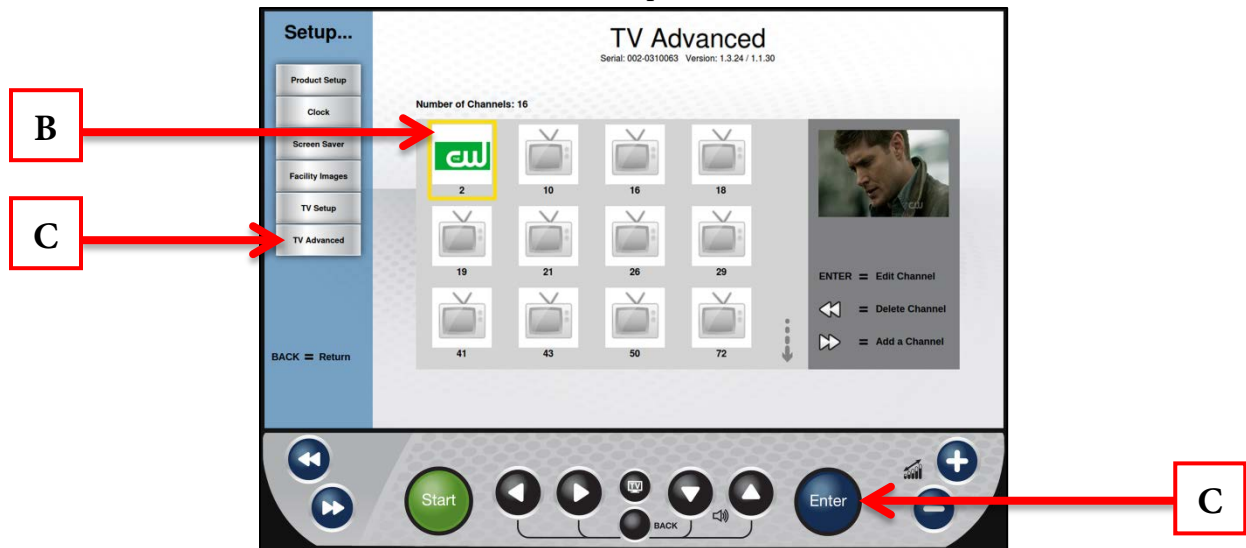 Setup...
Product Setup
Clock
Screen Saver
Facility Images
TV Setup
TV Advanced
BACK = Return
TV Advanced
Serial: 002-0310063 Version: 1.3.24 / 1.1.30
Number of Channels: 16
THE CW
2 10 16 18
19 21 26 29
41 43 50 72
CW
ENTER = Edit Channel
= Delete Channel
= Add a Channel
B
C
Start
TV
BACK
Enter
C